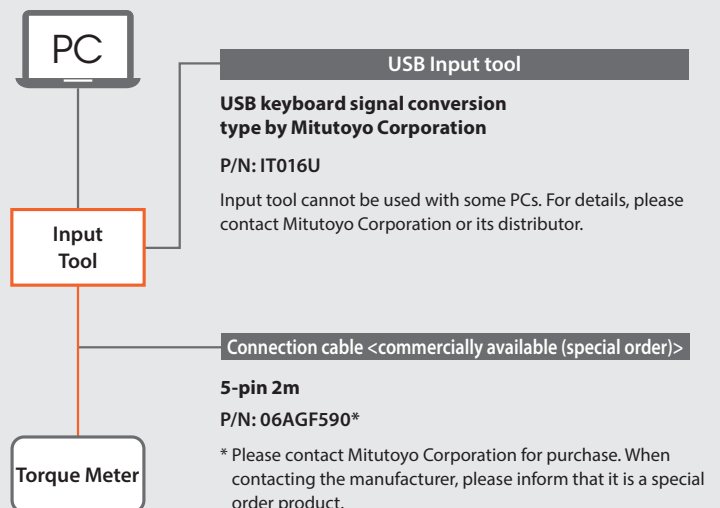 PC
USB Input tool
USB keyboard signal conversion
type by Mitutoyo Corporation
P/N: IT016U
Input tool cannot be used with some PCs. For details, please
contact Mitutoyo Corporation or its distributor.
Input
Tool
Connection cable <commercially available (special order)>
5-pin 2m
P/N: 06AGF590*
* Please contact Mitutoyo Corporation for purchase. When
contacting the manufacturer, please inform that it is a special
order product.
Torque Meter